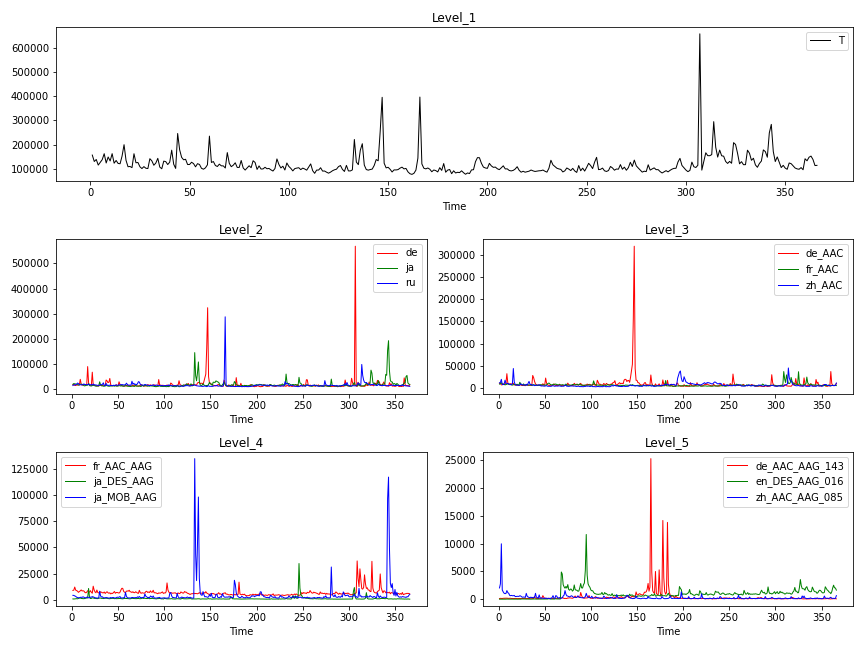 Level_1
600000
500000
400000
300000
200000
100000
T
0 50 100 150 200 250 300 350
Time
Level_2
500000
400000
300000
200000
100000
0
de
ja
ru
0 50 100 150 200 250 300 350
Time
Level_3
300000
250000
200000
150000
100000
50000
0
de_AAC
fr_AAC
zh_AAC
0 50 100 150 200 250 300 350
Time
Level_4
125000
100000
75000
50000
25000
0
fr_AAC_AAG
ja_DES_AAG
ja_MOB_AAG
0 50 100 150 200 250 300 350
Time
Level_5
25000
20000
15000
10000
5000
0
de_AAC_AAG_143
en_DES_AAG_016
zh_AAC_AAG_085
0 50 100 150 200 250 300 350
Time